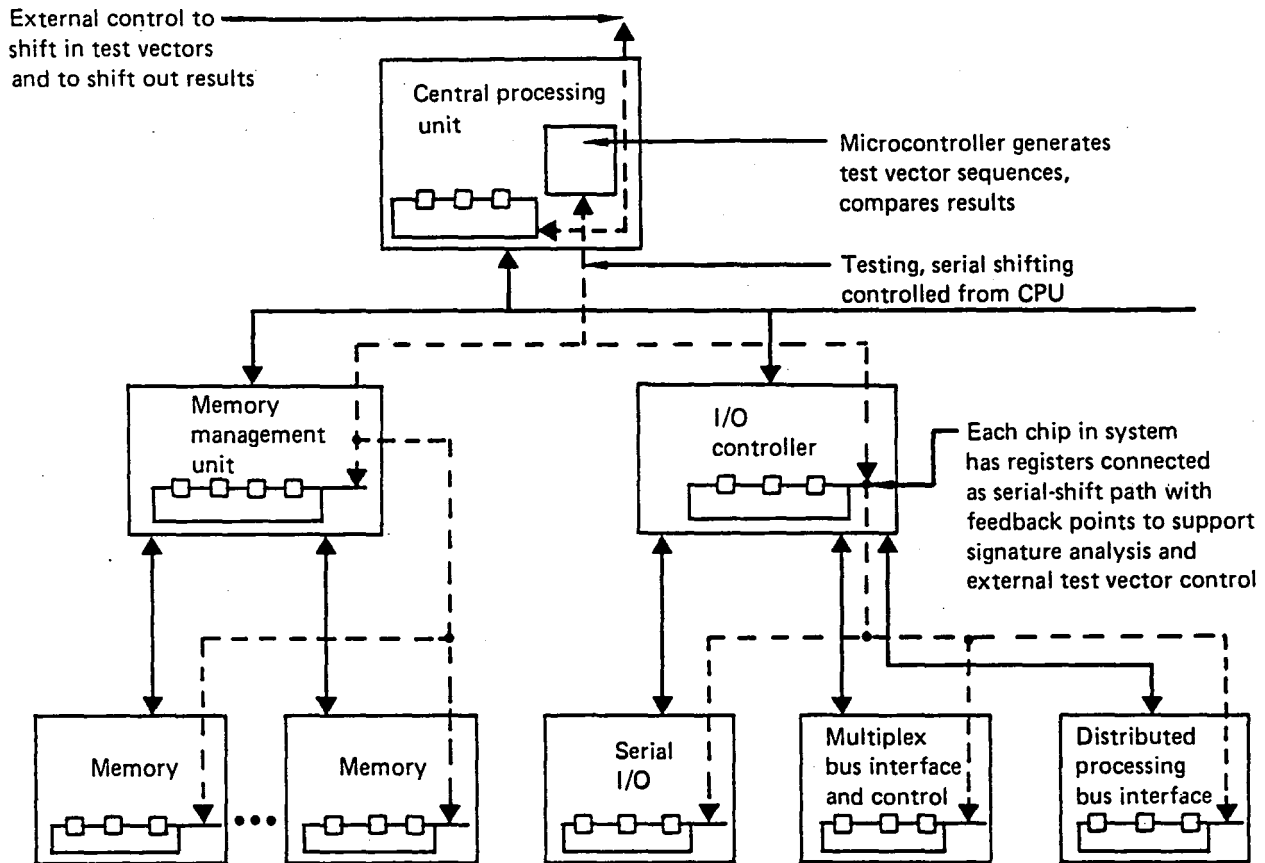 External control to
shift in test vectors
and to shift out results
Central processing
unit
Microcontroller generates
test vector sequences,
compares results
Testing, serial shifting
controlled from CPU
Memory
management
unit
I/O
controller
Each chip in system
has registers connected
as serial-shift path with
feedback points to support
signature analysis and
external test vector control
Memory
Memory
Serial
I/O
Multiplex
bus interface
and control
Distributed
processing
bus interface